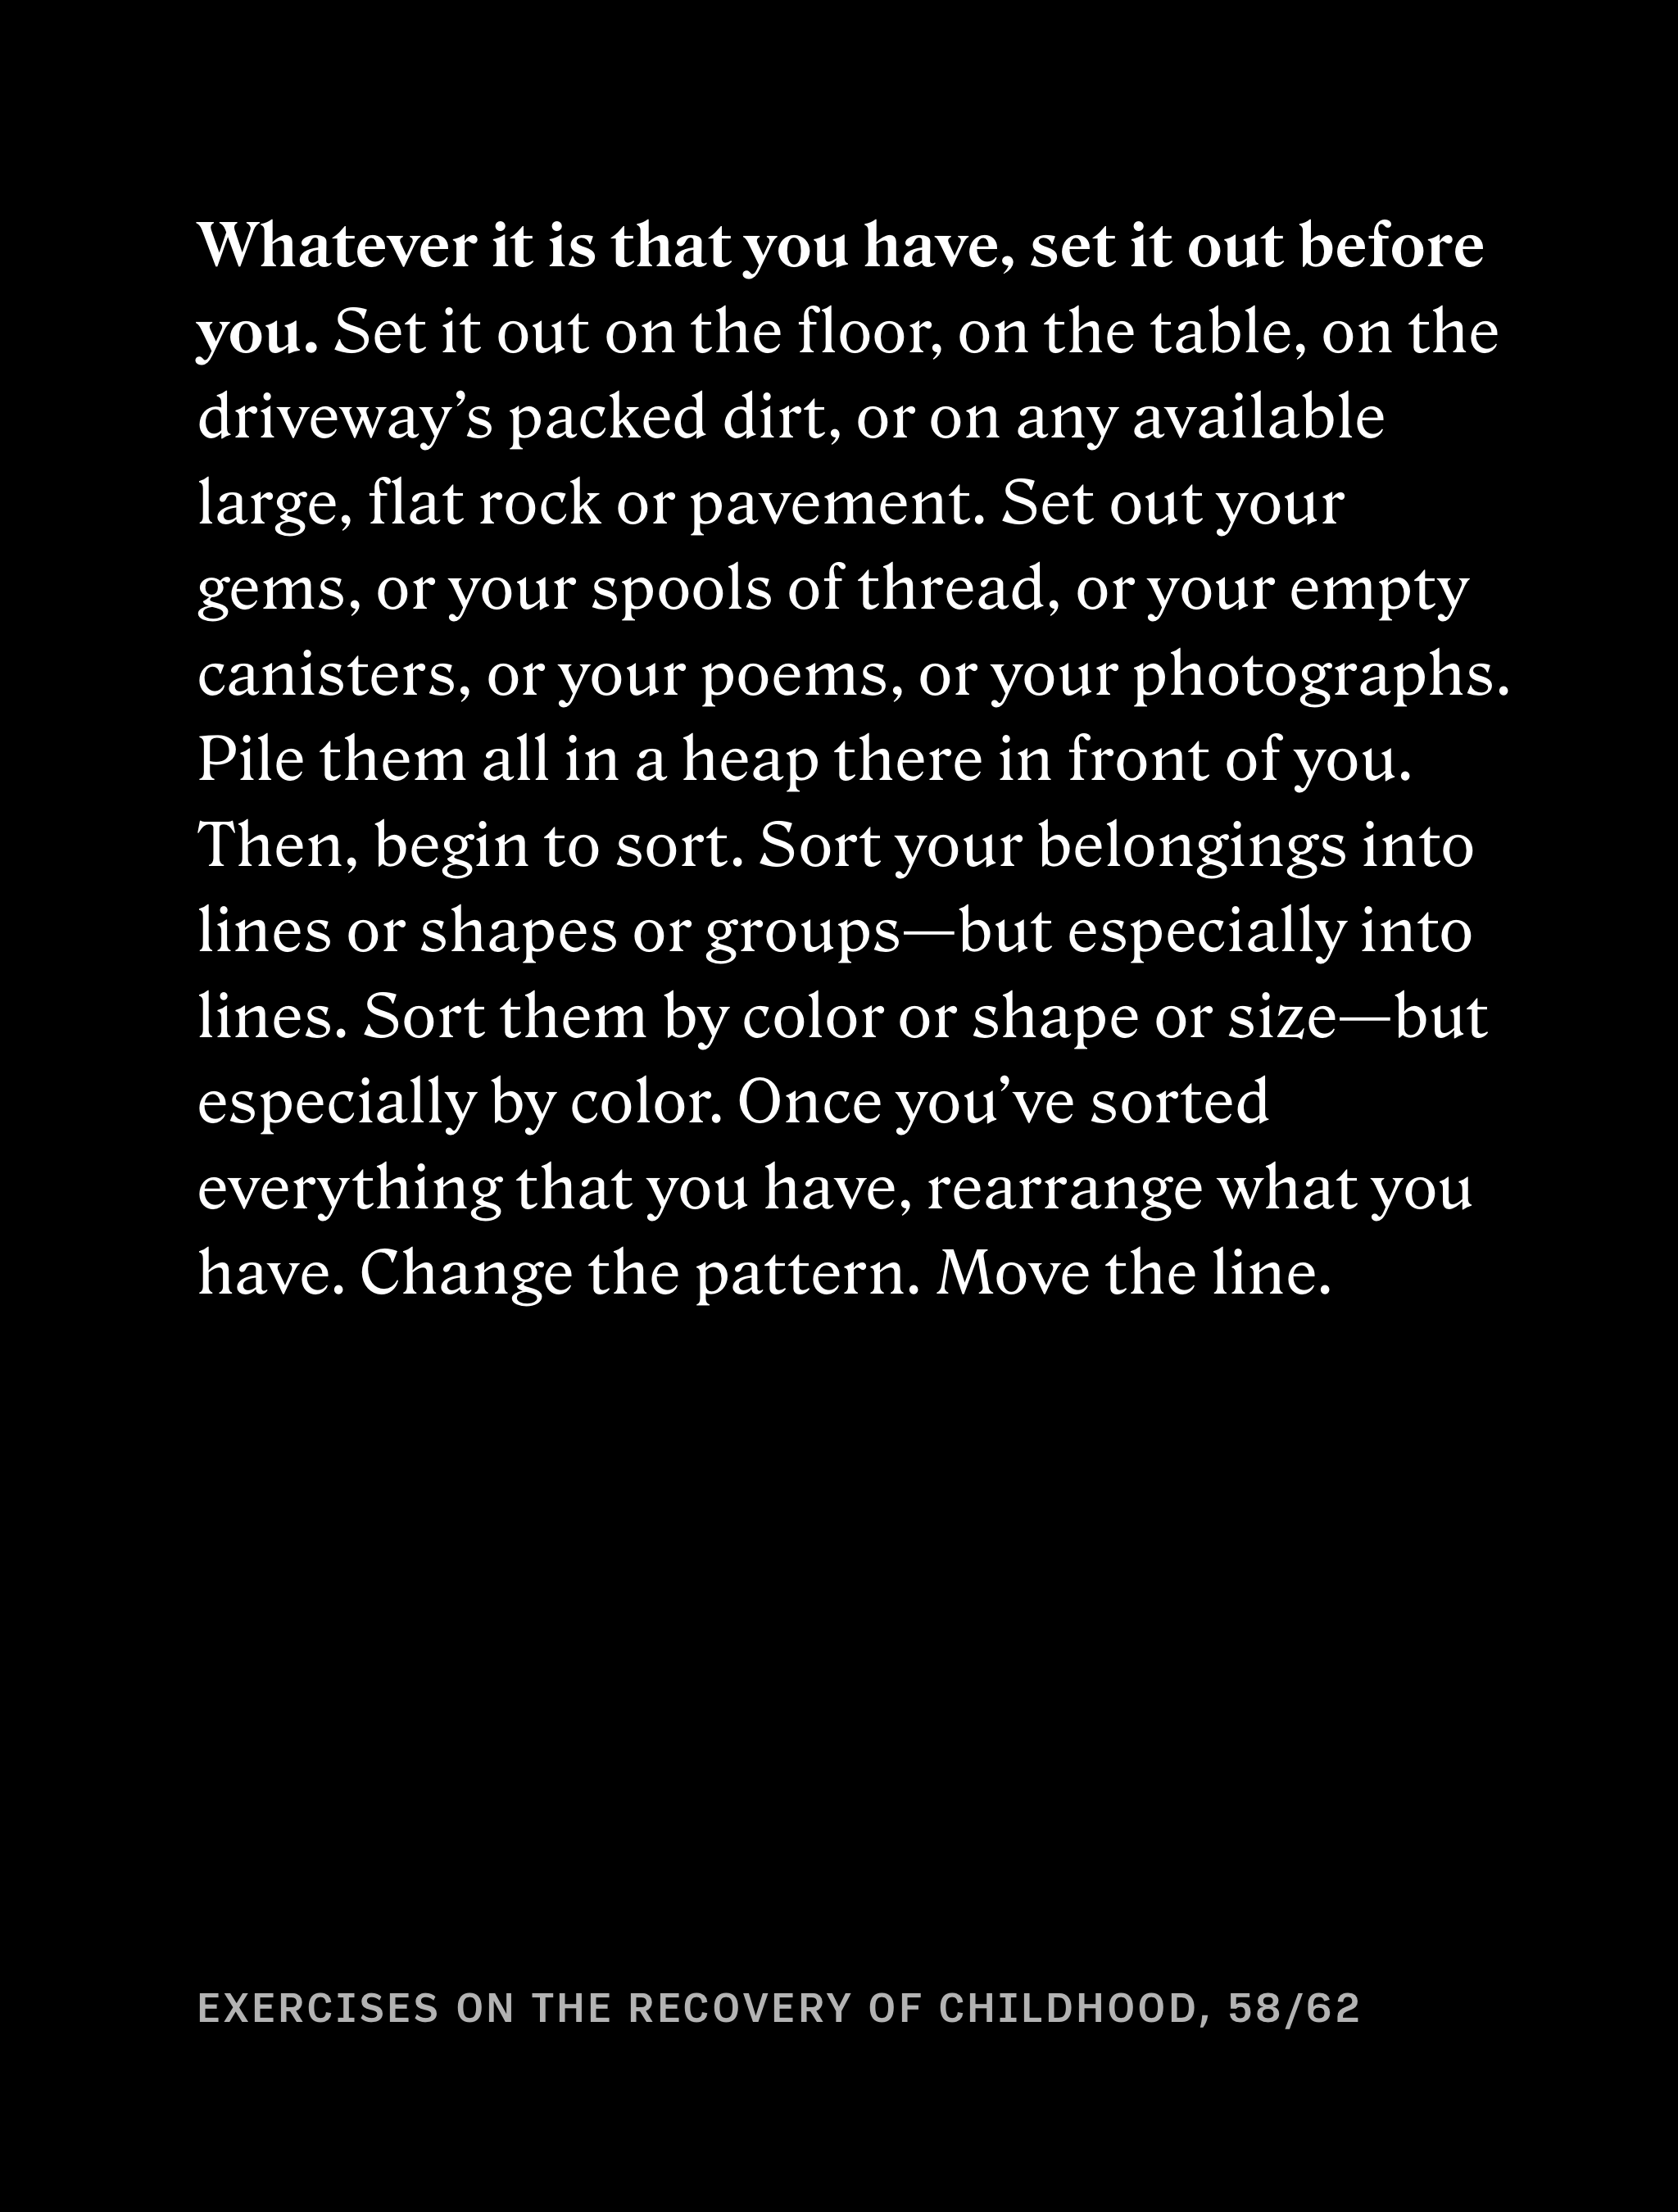 Whatever it is that you have, set it out before
you. Set it out on the floor, on the table, on the
driveway’s packed dirt, or on any available
large, flat rock or pavement. Set out your
gems, or your spools of thread, or your empty
canisters, or your poems, or your photographs.
Pile them all in a heap there in front of you.
Then, begin to sort. Sort your belongings into
lines or shapes or groups—but especially into
lines. Sort them by color or shape or size—but
especially by color. Once you’ve sorted
everything that you have, rearrange what you
have. Change the pattern. Move the line.
EXERCISES ON THE RECOVERY OF CHILDHOOD, 58/62